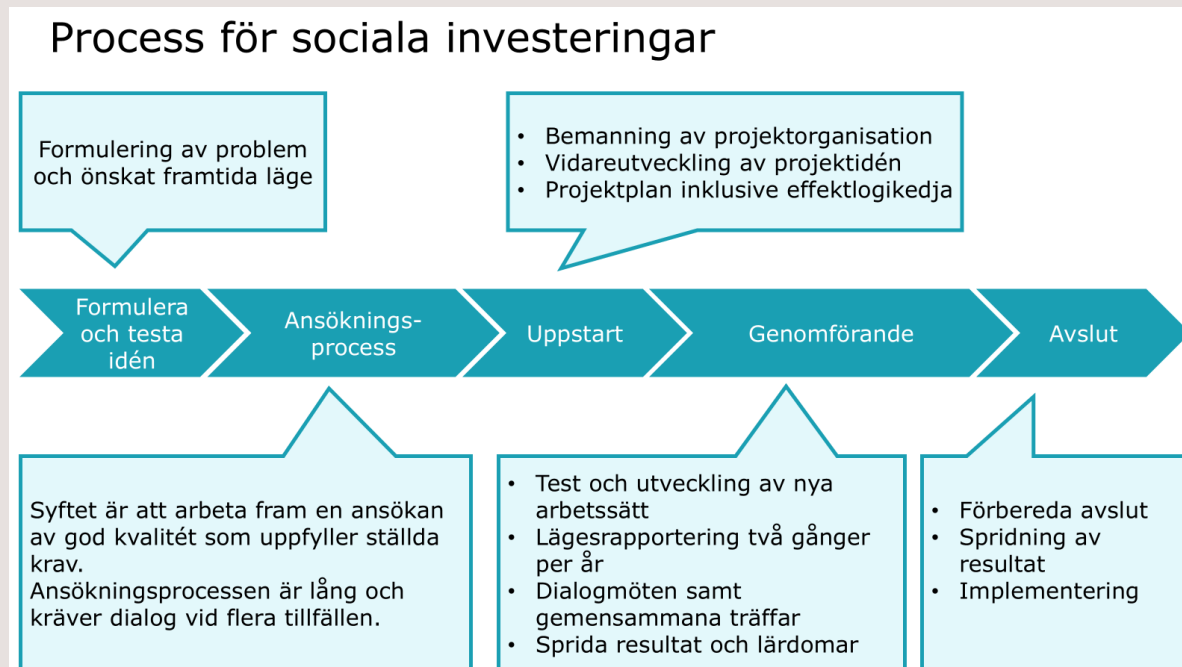 Process för sociala investeringar
Formulering av problem
och önskat framtida läge
• Bemanning av projektorganisation
• Vidareutveckling av projektidén
• Projektplan inklusive effektlogikedja
Formulera
och testa
idén
Ansöknings-
process
Uppstart
Genomförande
Avslut
Syftet är att arbeta fram en ansökan
av god kvalitét som uppfyller ställda
krav.
Ansökningsprocessen är lång och
kräver dialog vid flera tillfällen.
• Test och utveckling av nya
arbetssätt
• Lägesrapportering två gånger
per år
• Dialogmöten samt
gemensammana träffar
• Sprida resultat och lärdomar
• Förbereda avslut
• Spridning av
resultat
• Implementering